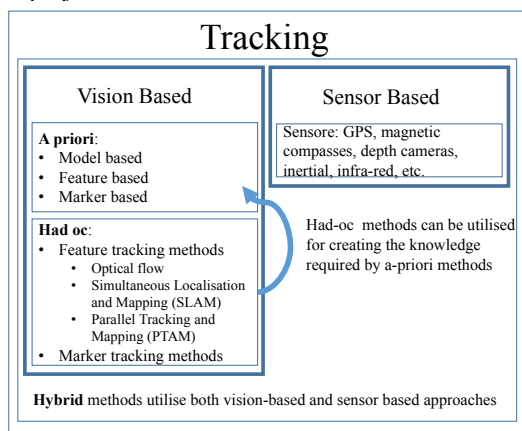 Tracking
Vision Based
A priori:
• Model based
• Feature based
• Marker based
Had oc:
• Feature tracking methods
• Optical flow
• Simultaneous Localisation
and Mapping (SLAM)
• Parallel Tracking and
Mapping (PTAM)
• Marker tracking methods
Sensor Based
Sensore: GPS, magnetic
compasses, depth cameras,
inertial, infra-red, etc.
Had-oc methods can be utilised
for creating the knowledge
required by a-priori methods
Hybrid methods utilise both vision-based and sensor based approaches